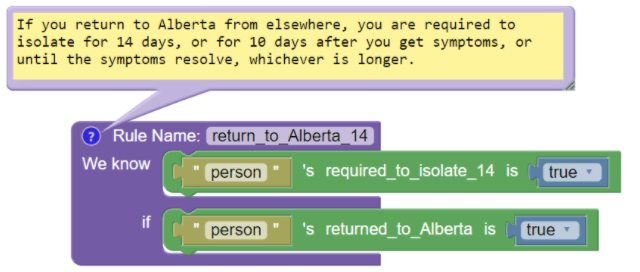 If you return to Alberta from elsewhere, you are required to
isolate for 14 days, or for 10 days after you get symptoms, or
until the symptoms resolve, whichever is longer.
? Rule Name: return_to_Alberta_14
We know " person " 's required_to_isolate_14 is true
if " person " 's returned_to_Alberta is true